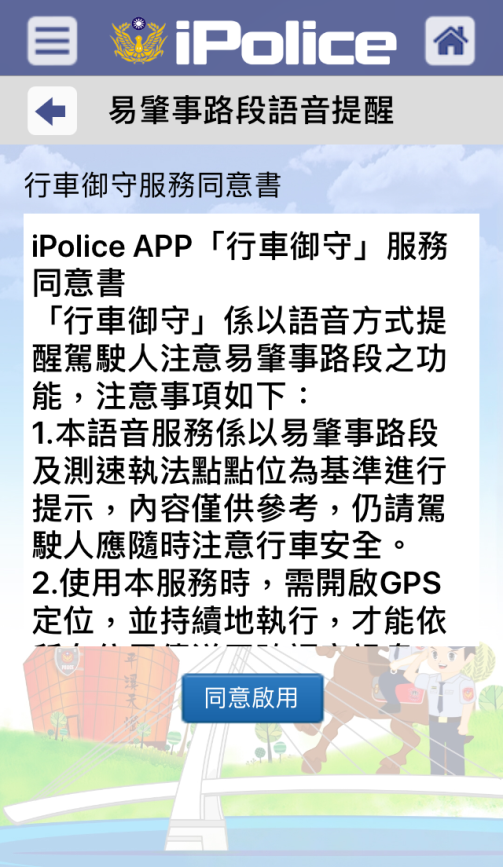 iPolice
易肇事路段語音提醒
行車御守服務同意書
iPolice APP「行車御守」服務
同意書
「行車御守」係以語音方式提
醒駕駛人注意易肇事路段之功
能，注意事項如下：
1.本語音服務係以易肇事路段
及測速執法點點位為基準進行
提示，內容僅供參考，仍請駕
駛人應隨時注意行車安全。
2.使用本服務時，需開啟GPS
定位，並持續地執行，才能依
同意啟用